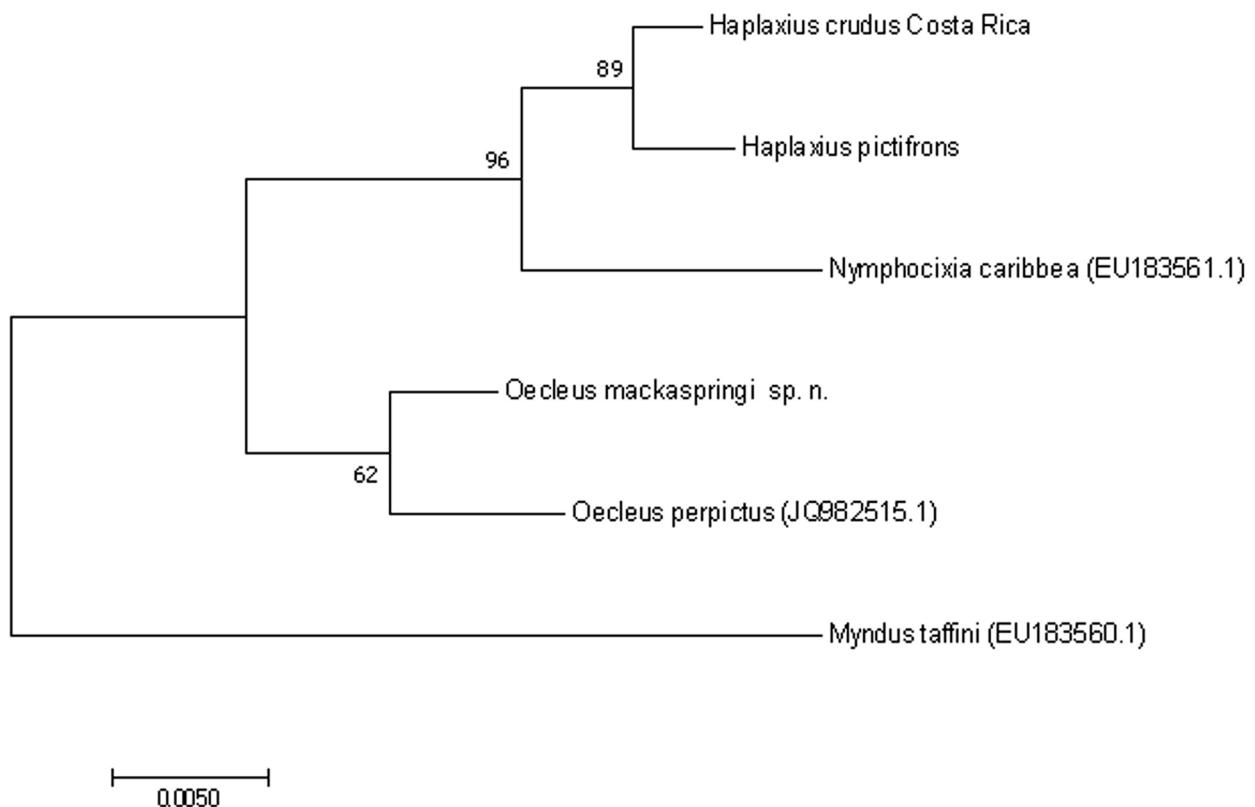 Haplaxius crudus Costa Rica
89
Haplaxius pictifrons
96
Nymphocixia caribbea (EU183561.1)
Oecleus mackaspringi sp. n.
62
Oecleus perpictus (JQ982515.1)
Myndus taffini (EU183560.1)
0.0050